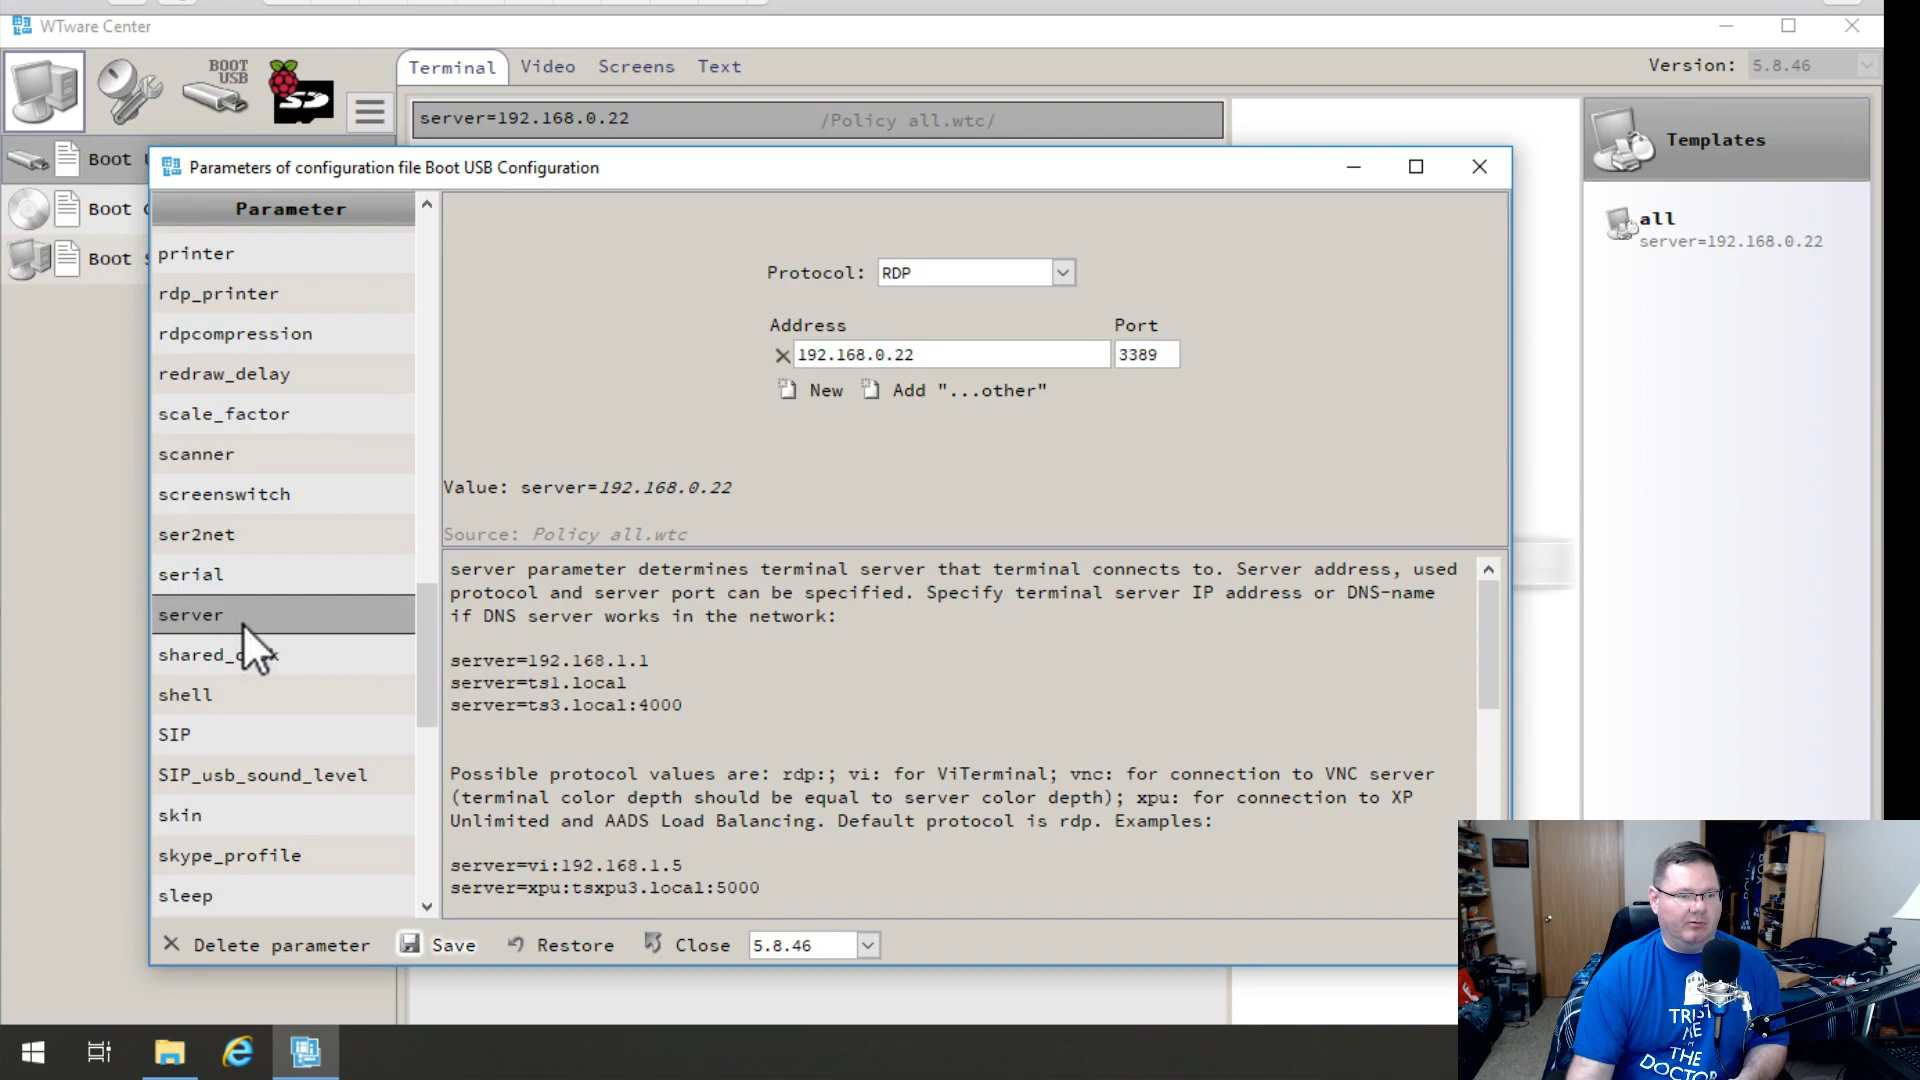 WTware Center
BOOT
USB
Terminal Video Screens Text
Version: 5.8.46
server=192.168.0.22 /Policy all.wtc/
Templates
all
server=192.168.0.22
Boot
Boot
Boot
Parameters of configuration file Boot USB Configuration
Parameter
printer
rdp_printer
rdpcompression
redraw_delay
scale_factor
scanner
screenswitch
ser2net
serial
server
shell
SIP
SIP_usb_sound_level
skin
skype_profile
sleep
Protocol: RDP
Address Port
192.168.0.22 3389
New Add "...other"
Value: server=192.168.0.22
Source: Policy all.wtc
server parameter determines terminal server that terminal connects to. Server address, used
protocol and server port can be specified. Specify terminal server IP address or DNS-name
if DNS server works in the network:
server=192.168.1.1
server=ts1.local
server=ts3.local:4000
Possible protocol values are: rdp:; vi: for ViTerminal; vnc: for connection to VNC server
(terminal color depth should be equal to server color depth); xpu: for connection to XP
Unlimited and AADS Load Balancing. Default protocol is rdp. Examples:
server=vi:192.168.1.5
server=xpu:tsxpu3.local:5000
Delete parameter Save Restore Close 5.8.46
ME
THE
DOCTOR